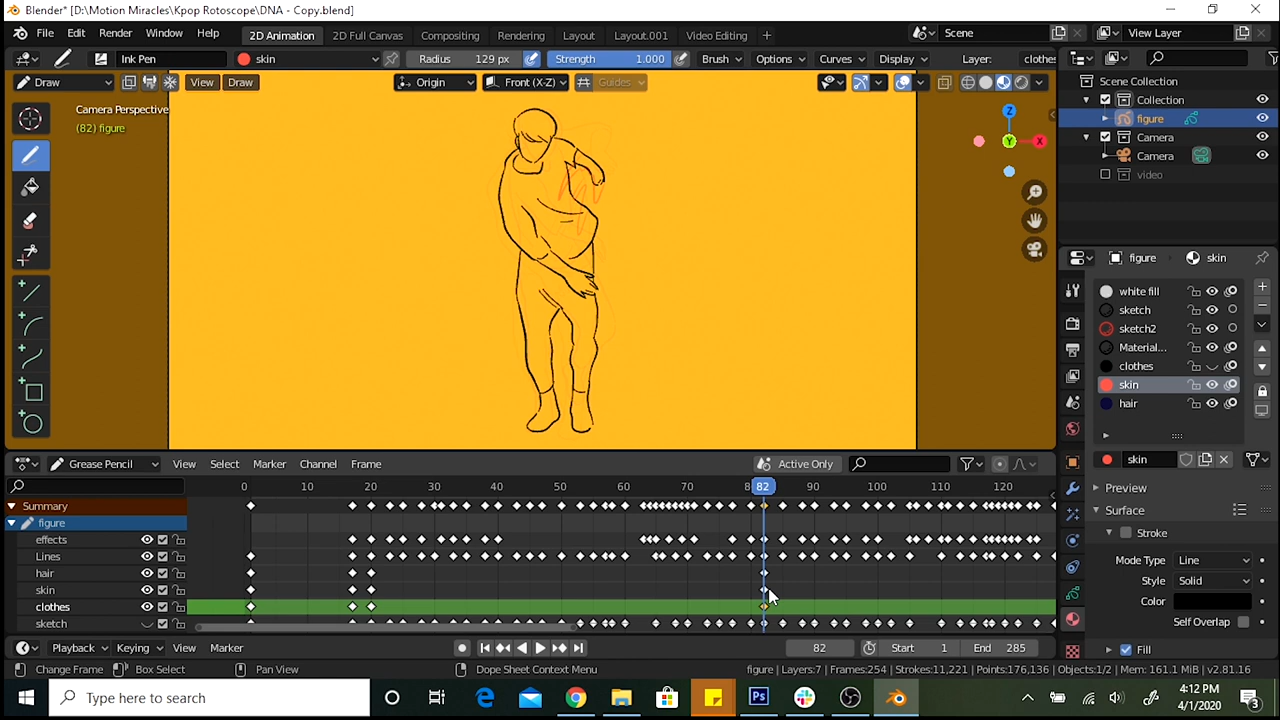 Blender* [D:\Motion Miracles\Kpop Rotoscope\DNA - Copy.blend]
File Edit Render Window Help 2D Animation 2D Full Canvas Compositing Rendering Layout Layout.001 Video Editing + Scene View Layer
Ink Pen skin Radius 129 px Strength 1.000 Brush Options Curves Display Layer: clothes
Draw View Draw Origin Front (X-Z) Guides
Scene Collection
Collection
figure
Camera
Camera
video
Camera Perspective
(82) figure
Z
Y
X
figure skin
white fill
sketch
sketch2
Material...
clothes
skin
hair
skin
Preview
Surface
Stroke
Mode Type Line
Style Solid
Color
Self Overlap
Fill
Grease Pencil View Select Marker Channel Frame Active Only
0 10 20 30 40 50 60 70 8 82 90 100 110 120
Summary
figure
effects
Lines
hair
skin
clothes
sketch
Playback Keying View Marker 82 Start 1 End 285
Change Frame Box Select Pan View Dope Sheet Context Menu figure | Layers:7 | Frames:254 | Strokes:11,221 | Points:176,136 | Objects:1/2 | Mem: 161.1 MiB | v2.81.16
Type here to search
4:12 PM
4/1/2020
3